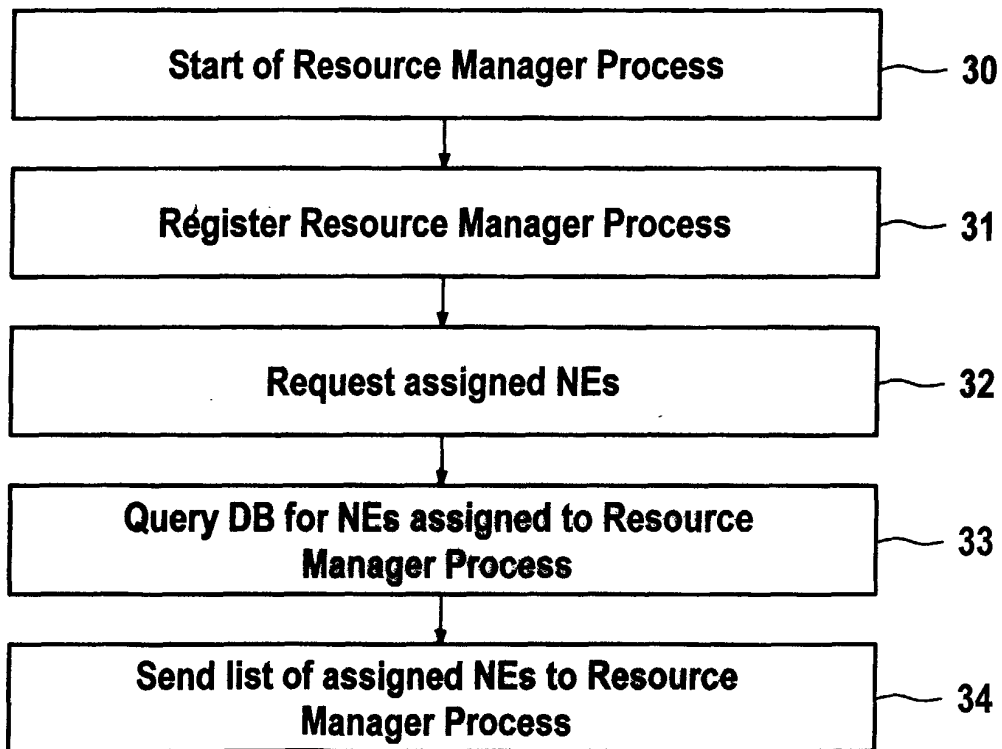 Start of Resource Manager Process
30
Register Resource Manager Process
31
Request assigned NEs
32
Query DB for NEs assigned to Resource
Manager Process
33
Send list of assigned NEs to Resource
Manager Process
34